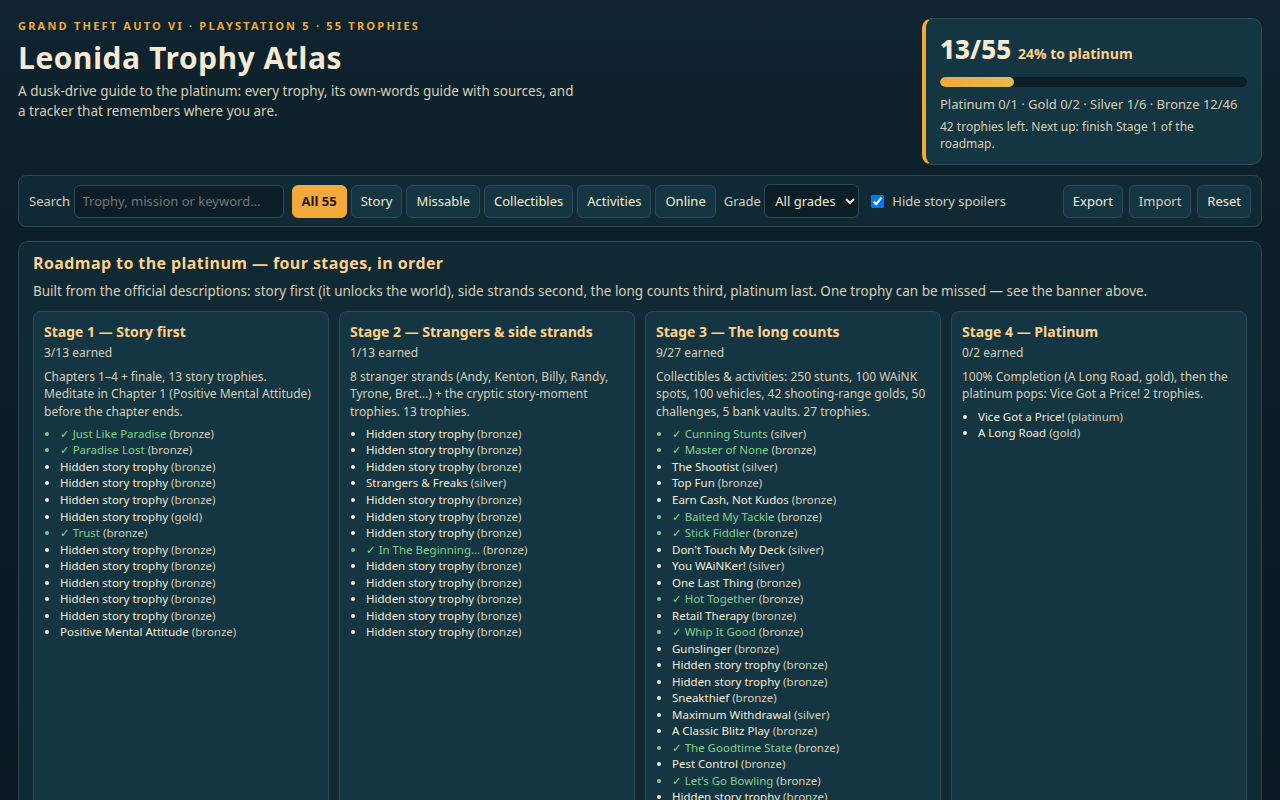 GRAND THEFT AUTO VI · PLAYSTATION 5 · 55 TROPHIES
Leonida Trophy Atlas
A dusk-drive guide to the platinum: every trophy, its own-words guide with sources, and
a tracker that remembers where you are.
13/55 24% to platinum
Platinum 0/1 · Gold 0/2 · Silver 1/6 · Bronze 12/46
42 trophies left. Next up: finish Stage 1 of the
roadmap.
Search Trophy, mission or keyword... All 55 Story Missable Collectibles Activities Online Grade All grades Hide story spoilers Export Import Reset
Roadmap to the platinum — four stages, in order
Built from the official descriptions: story first (it unlocks the world), side strands second, the long counts third, platinum last. One trophy can be missed — see the banner above.
Stage 1 — Story first
3/13 earned
Chapters 1–4 + finale, 13 story trophies.
Meditate in Chapter 1 (Positive Mental Attitude)
before the chapter ends.
• ✓ Just Like Paradise (bronze)
• ✓ Paradise Lost (bronze)
• Hidden story trophy (bronze)
• Hidden story trophy (bronze)
• Hidden story trophy (bronze)
• Hidden story trophy (gold)
• ✓ Trust (bronze)
• Hidden story trophy (bronze)
• Hidden story trophy (bronze)
• Hidden story trophy (bronze)
• Hidden story trophy (bronze)
• Hidden story trophy (bronze)
• Positive Mental Attitude (bronze)
Stage 2 — Strangers & side strands
1/13 earned
8 stranger strands (Andy, Kenton, Billy, Randy,
Tyrone, Bret...) + the cryptic story-moment
trophies. 13 trophies.
• Hidden story trophy (bronze)
• Hidden story trophy (bronze)
• Hidden story trophy (bronze)
• Strangers & Freaks (silver)
• Hidden story trophy (bronze)
• Hidden story trophy (bronze)
• Hidden story trophy (bronze)
• ✓ In The Beginning... (bronze)
• Hidden story trophy (bronze)
• Hidden story trophy (bronze)
• Hidden story trophy (bronze)
• Hidden story trophy (bronze)
• Hidden story trophy (bronze)
Stage 3 — The long counts
9/27 earned
Collectibles & activities: 250 stunts, 100 WAiNK
spots, 100 vehicles, 42 shooting-range golds, 50
challenges, 5 bank vaults. 27 trophies.
• ✓ Cunning Stunts (silver)
• ✓ Master of None (bronze)
• The Shootist (silver)
• Top Fun (bronze)
• Earn Cash, Not Kudos (bronze)
• ✓ Baited My Tackle (bronze)
• ✓ Stick Fiddler (bronze)
• Don't Touch My Deck (silver)
• You WAiNKer! (silver)
• One Last Thing (bronze)
• ✓ Hot Together (bronze)
• Retail Therapy (bronze)
• ✓ Whip It Good (bronze)
• Gunslinger (bronze)
• Hidden story trophy (bronze)
• Hidden story trophy (bronze)
• Sneakthief (bronze)
• Maximum Withdrawal (silver)
• A Classic Blitz Play (bronze)
• ✓ The Goodtime State (bronze)
• Pest Control (bronze)
• ✓ Let's Go Bowling (bronze)
• Hidden story trophy (bronze)
Stage 4 — Platinum
0/2 earned
100% Completion (A Long Road, gold), then the
platinum pops: Vice Got a Price! 2 trophies.
• Vice Got a Price! (platinum)
• A Long Road (gold)